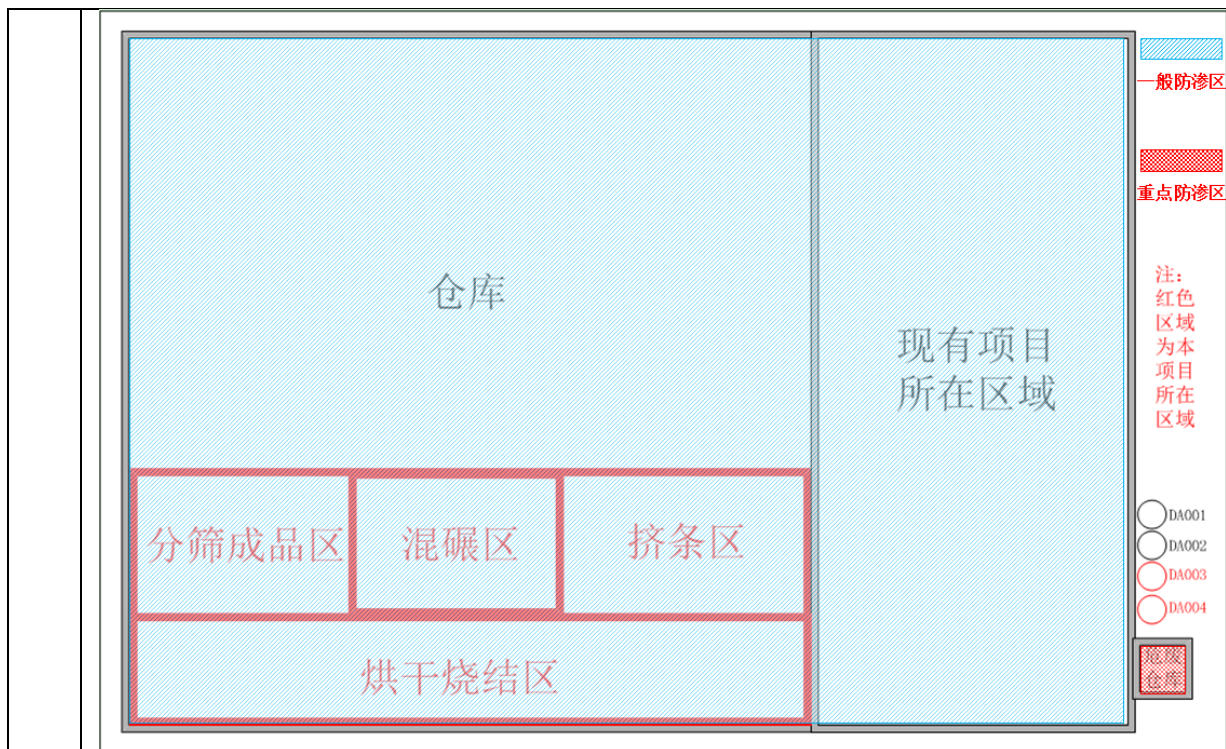 一般防渗区
重点防渗区
注：
红色
区域
为本
项目
所在
区域
仓库
现有项目
所在区域
分筛成品区
混碾区
挤条区
烘干烧结区
DA001
DA002
DA003
DA004
危废
仓库